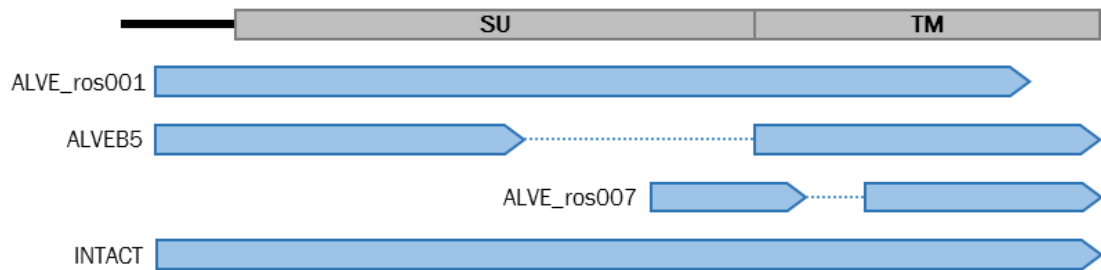 SU TM
ALVE_ros001
ALVEB5
ALVE_ros007
INTACT